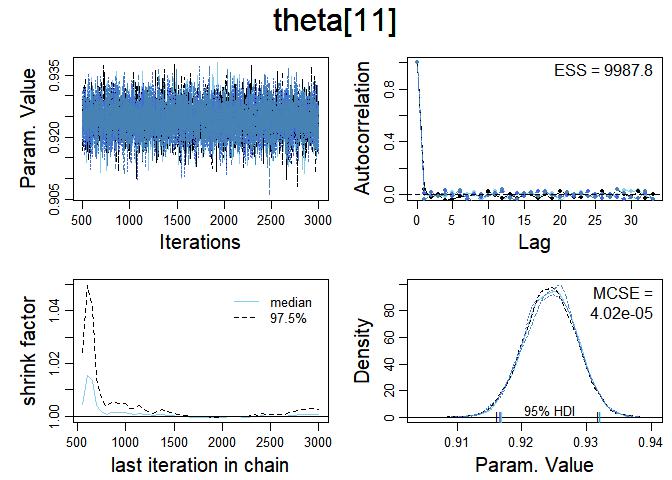 theta[11]
Param. Value
0.905 0.920 0.935
500 1000 1500 2000 2500 3000
Iterations
Autocorrelation
0.0 0.4 0.8
ESS = 9987.8
0 5 10 15 20 25 30
Lag
shrink factor
1.00 1.02 1.04
median
97.5%
500 1000 1500 2000 2500 3000
last iteration in chain
Density
0 20 40 60 80
MCSE =
4.02e-05
95% HDI
0.91 0.92 0.93 0.94
Param. Value